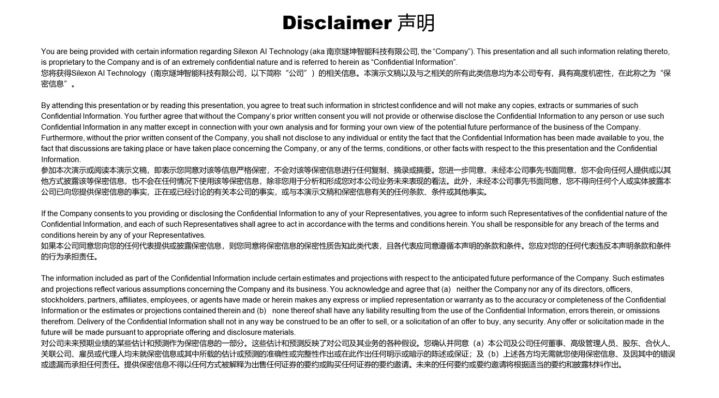 Disclaimer 声明
You are being provided with certain information regarding Silexon AI Technology (aka 南京燧坤智能科技有限公司, the “Company”). This presentation and all such information relating thereto,
is proprietary to the Company and is of an extremely confidential nature and is referred to herein as “Confidential Information”.
您将获得Silexon AI Technology（南京燧坤智能科技有限公司，以下简称“公司”）的相关信息。本演示文稿以及与之相关的所有此类信息均为本公司专有，具有高度机密性，在此称之为“保
密信息”。
By attending this presentation or by reading this presentation, you agree to treat such information in strictest confidence and will not make any copies, extracts or summaries of such
Confidential Information. You further agree that without the Company’s prior written consent you will not provide or otherwise disclose the Confidential Information to any person or use such
Confidential Information in any matter except in connection with your own analysis and for forming your own view of the potential future performance of the business of the Company.
Furthermore, without the prior written consent of the Company, you shall not disclose to any individual or entity the fact that the Confidential Information has been made available to you, the
fact that discussions are taking place or have taken place concerning the Company, or any of the terms, conditions, or other facts with respect to the this presentation and the Confidential
Information.
参加本次演示或阅读本演示文稿，即表示您同意对该等信息严格保密，不会对该等保密信息进行任何复制、摘录或摘要。您进一步同意，未经本公司事先书面同意，您不会向任何人提供或以其
他方式披露该等保密信息，也不会在任何情况下使用该等保密信息，除非您用于分析和形成您对本公司业务未来表现的看法。此外，未经本公司事先书面同意，您不得向任何个人或实体披露本
公司已向您提供保密信息的事实，正在或已经讨论的有关本公司的事实，或与本演示文稿和保密信息有关的任何条款、条件或其他事实。
If the Company consents to you providing or disclosing the Confidential Information to any of your Representatives, you agree to inform such Representatives of the confidential nature of the
Confidential Information, and each of such Representatives shall agree to act in accordance with the terms and conditions herein. You shall be responsible for any breach of the terms and
conditions herein by any of your Representatives.
如果本公司同意您向您的任何代表提供或披露保密信息，则您同意将保密信息的保密性质告知此类代表，且各代表应同意遵循本声明的条款和条件。您应对您的任何代表违反本声明条款和条件
的行为承担责任。
The information included as part of the Confidential Information include certain estimates and projections with respect to the anticipated future performance of the Company. Such estimates
and projections reflect various assumptions concerning the Company and its business. You acknowledge and agree that (a) neither the Company nor any of its directors, officers,
stockholders, partners, affiliates, employees, or agents have made or herein makes any express or implied representation or warranty as to the accuracy or completeness of the Confidential
Information or the estimates or projections contained therein and (b) none thereof shall have any liability resulting from the use of the Confidential Information, errors therein, or omissions
therefrom. Delivery of the Confidential Information shall not in any way be construed to be an offer to sell, or a solicitation of an offer to buy, any security. Any offer or solicitation made in the
future will be made pursuant to appropriate offering and disclosure materials.
对公司未来预期业绩的某些估计和预测作为保密信息的一部分。这些估计和预测反映了对公司及其业务的各种假设。您确认并同意（a）本公司及公司任何董事、高级管理人员、股东、合伙人、
关联公司、雇员或代理人均未就保密信息或其中所载的估计或预测的准确性或完整性作出或在此作出任何明示或暗示的陈述或保证；及（b）上述各方均无需就您使用保密信息、及因其中的错误
或遗漏而承担任何责任。提供保密信息不得以任何方式被解释为出售任何证券的要约或购买任何证券的要约邀请。未来的任何要约或要约邀请将根据适当的要约和披露材料作出。